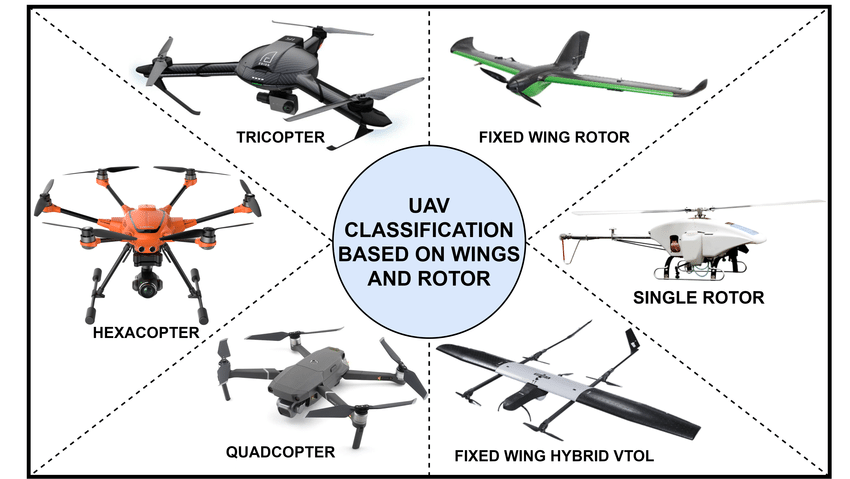 TRICOPTER
FIXED WING ROTOR
UAV
CLASSIFICATION
BASED ON WINGS
AND ROTOR
HEXACOPTER
SINGLE ROTOR
QUADCOPTER
FIXED WING HYBRID VTOL